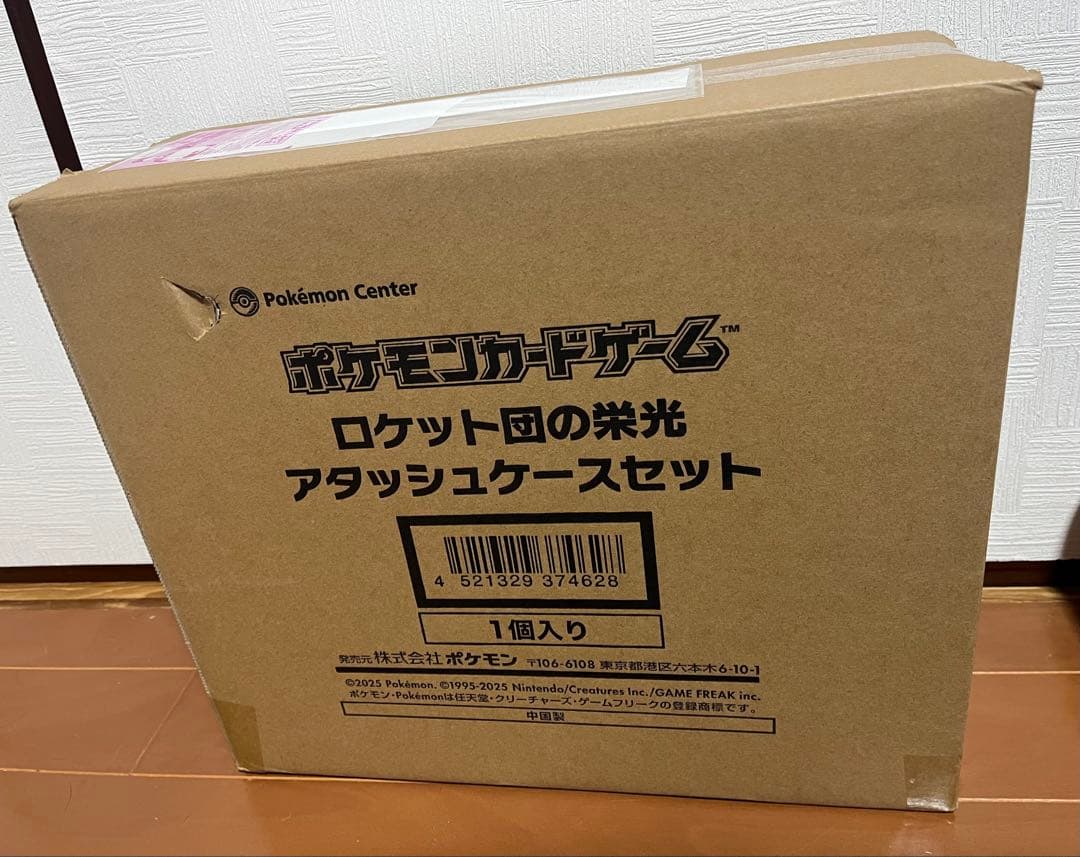 Pokémon Center
ポケモンカードゲーム™
ロケット団の栄光
アタッシュケースセット
4 521329 374628
1個入り
発売元 株式会社 ポケモン 〒106-6108 東京都港区六本木6-10-1
©2025 Pokémon. ©1995-2025 Nintendo/Creatures Inc./GAME FREAK inc.
ポケモン・Pokémonは任天堂・クリーチャーズ・ゲームフリークの登録商標です。
中国製